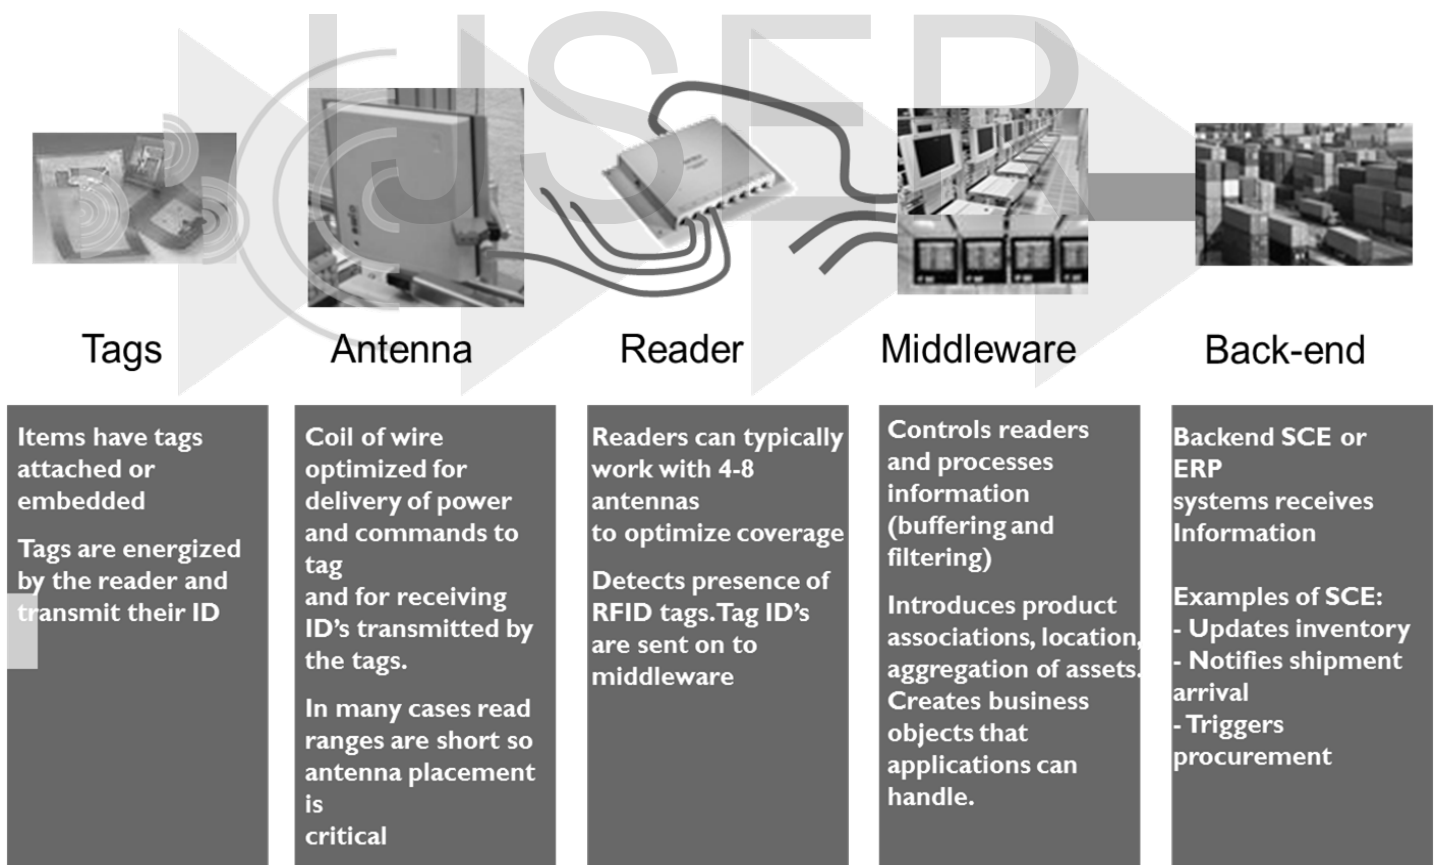 USER
Tags
Antenna
Reader
Middleware
Back-end
Items have tags
attached or
embedded
Tags are energized
by the reader and
transmit their ID
Coil of wire
optimized for
delivery of power
and commands to
tag
and for receiving
ID's transmitted by
the tags.
In many cases read
ranges are short so
antenna placement
is
critical
Readers can typically
work with 4-8
antennas
to optimize coverage
Detects presence of
RFID tags. Tag ID's
are sent on to
middleware
Controls readers
and processes
information
(buffering and
filtering)
Introduces product
associations, location,
aggregation of assets.
Creates business
objects that
applications can
handle.
Backend SCE or
ERP
systems receives
Information
Examples of SCE:
- Updates inventory
- Notifies shipment
arrival
- Triggers
procurement